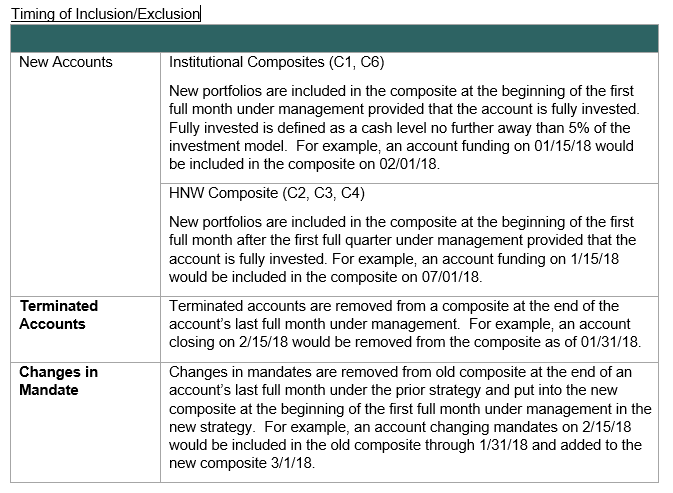 Timing of Inclusion/Exclusion
New Accounts
Institutional Composites (C1, C6)
New portfolios are included in the composite at the beginning of the first
full month under management provided that the account is fully invested.
Fully invested is defined as a cash level no further away than 5% of the
investment model.  For example, an account funding on 01/15/18 would
be included in the composite on 02/01/18.
HNW Composite (C2, C3, C4)
New portfolios are included in the composite at the beginning of the first
full month after the first full quarter under management provided that the
account is fully invested. For example, an account funding on 1/15/18
would be included in the composite on 07/01/18.
Terminated
Accounts
Terminated accounts are removed from a composite at the end of the
account's last full month under management.  For example, an account
closing on 2/15/18 would be removed from the composite as of 01/31/18.
Changes in
Mandate
Changes in mandates are removed from old composite at the end of an
account's last full month under the prior strategy and put into the new
composite at the beginning of the first full month under management in the
new strategy.  For example, an account changing mandates on 2/15/18
would be included in the old composite through 1/31/18 and added to the
new composite 3/1/18.